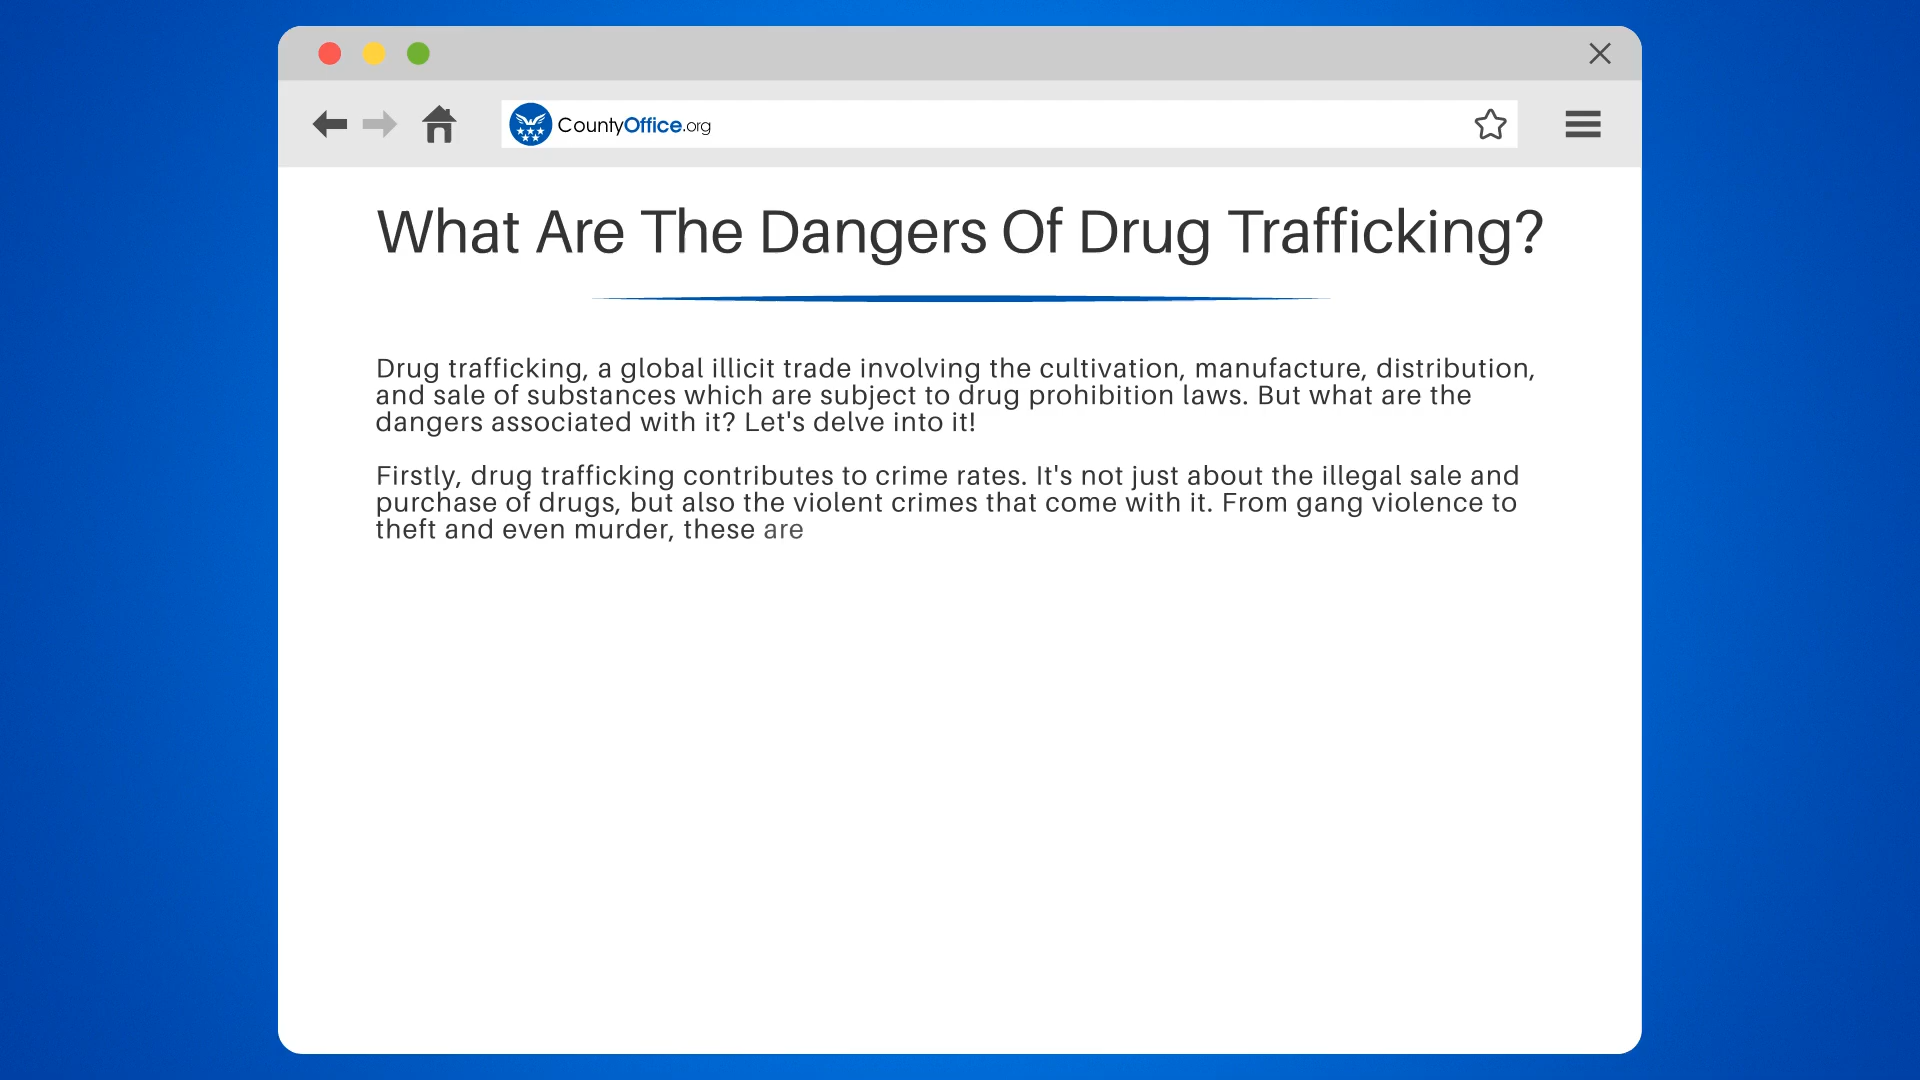 CountyOffice.org
What Are The Dangers Of Drug Trafficking?
Drug trafficking, a global illicit trade involving the cultivation, manufacture, distribution,
and sale of substances which are subject to drug prohibition laws. But what are the
dangers associated with it? Let's delve into it!
Firstly, drug trafficking contributes to crime rates. It's not just about the illegal sale and
purchase of drugs, but also the violent crimes that come with it. From gang violence to
theft and even murder, these are